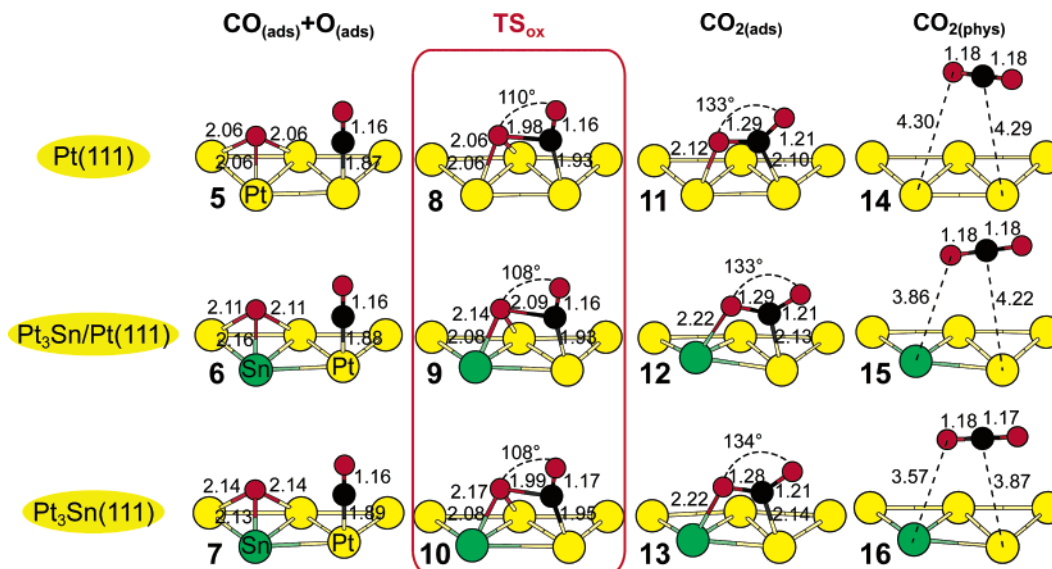 CO(ads)+O(ads) TSox CO2(ads) CO2(phys)
1.18 1.18
110° 133°
2.06 2.06 1.16 2.06 1.98 1.16 1.29 1.21 4.30 4.29
Pt(111)
2.06 1.87 2.06 1.93 2.12 2.10
Pt
5 8 11 14
1.18 1.18
108° 133°
2.11 2.11 1.16 2.14 2.09 1.16 1.29 1.21 3.86 4.22
Pt3Sn/Pt(111)
2.16 1.88 2.08 1.93 2.22 2.13
Sn Pt
6 9 12 15
1.18 1.17
108° 134°
2.14 2.14 1.16 2.17 1.99 1.17 1.28 1.21 3.57 3.87
Pt3Sn(111)
2.13 1.89 2.08 1.95 2.22 2.14
Sn Pt
7 10 13 16